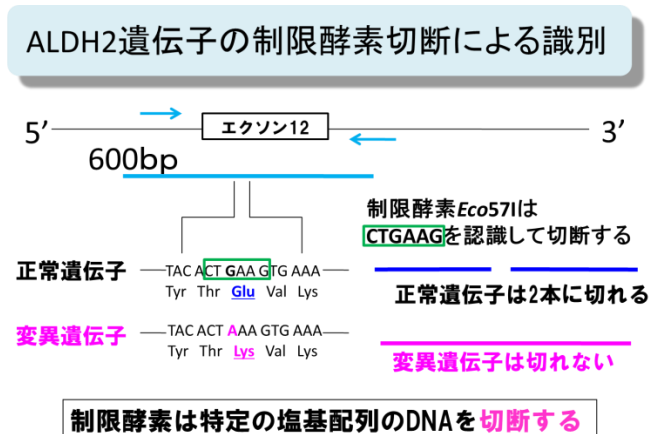 ALDH2遺伝子の制限酵素切断による識別
5’ エクソン12 3’
600bp
制限酵素Eco57Iは
CTGAAGを認識して切断する
正常遺伝子 TAC ACT GAA GTG AAA
Tyr Thr Glu Val Lys
正常遺伝子は2本に切れる
変異遺伝子 TAC ACT AAA GTG AAA
Tyr Thr Lys Val Lys
変異遺伝子は切れない
制限酵素は特定の塩基配列のDNAを切断する